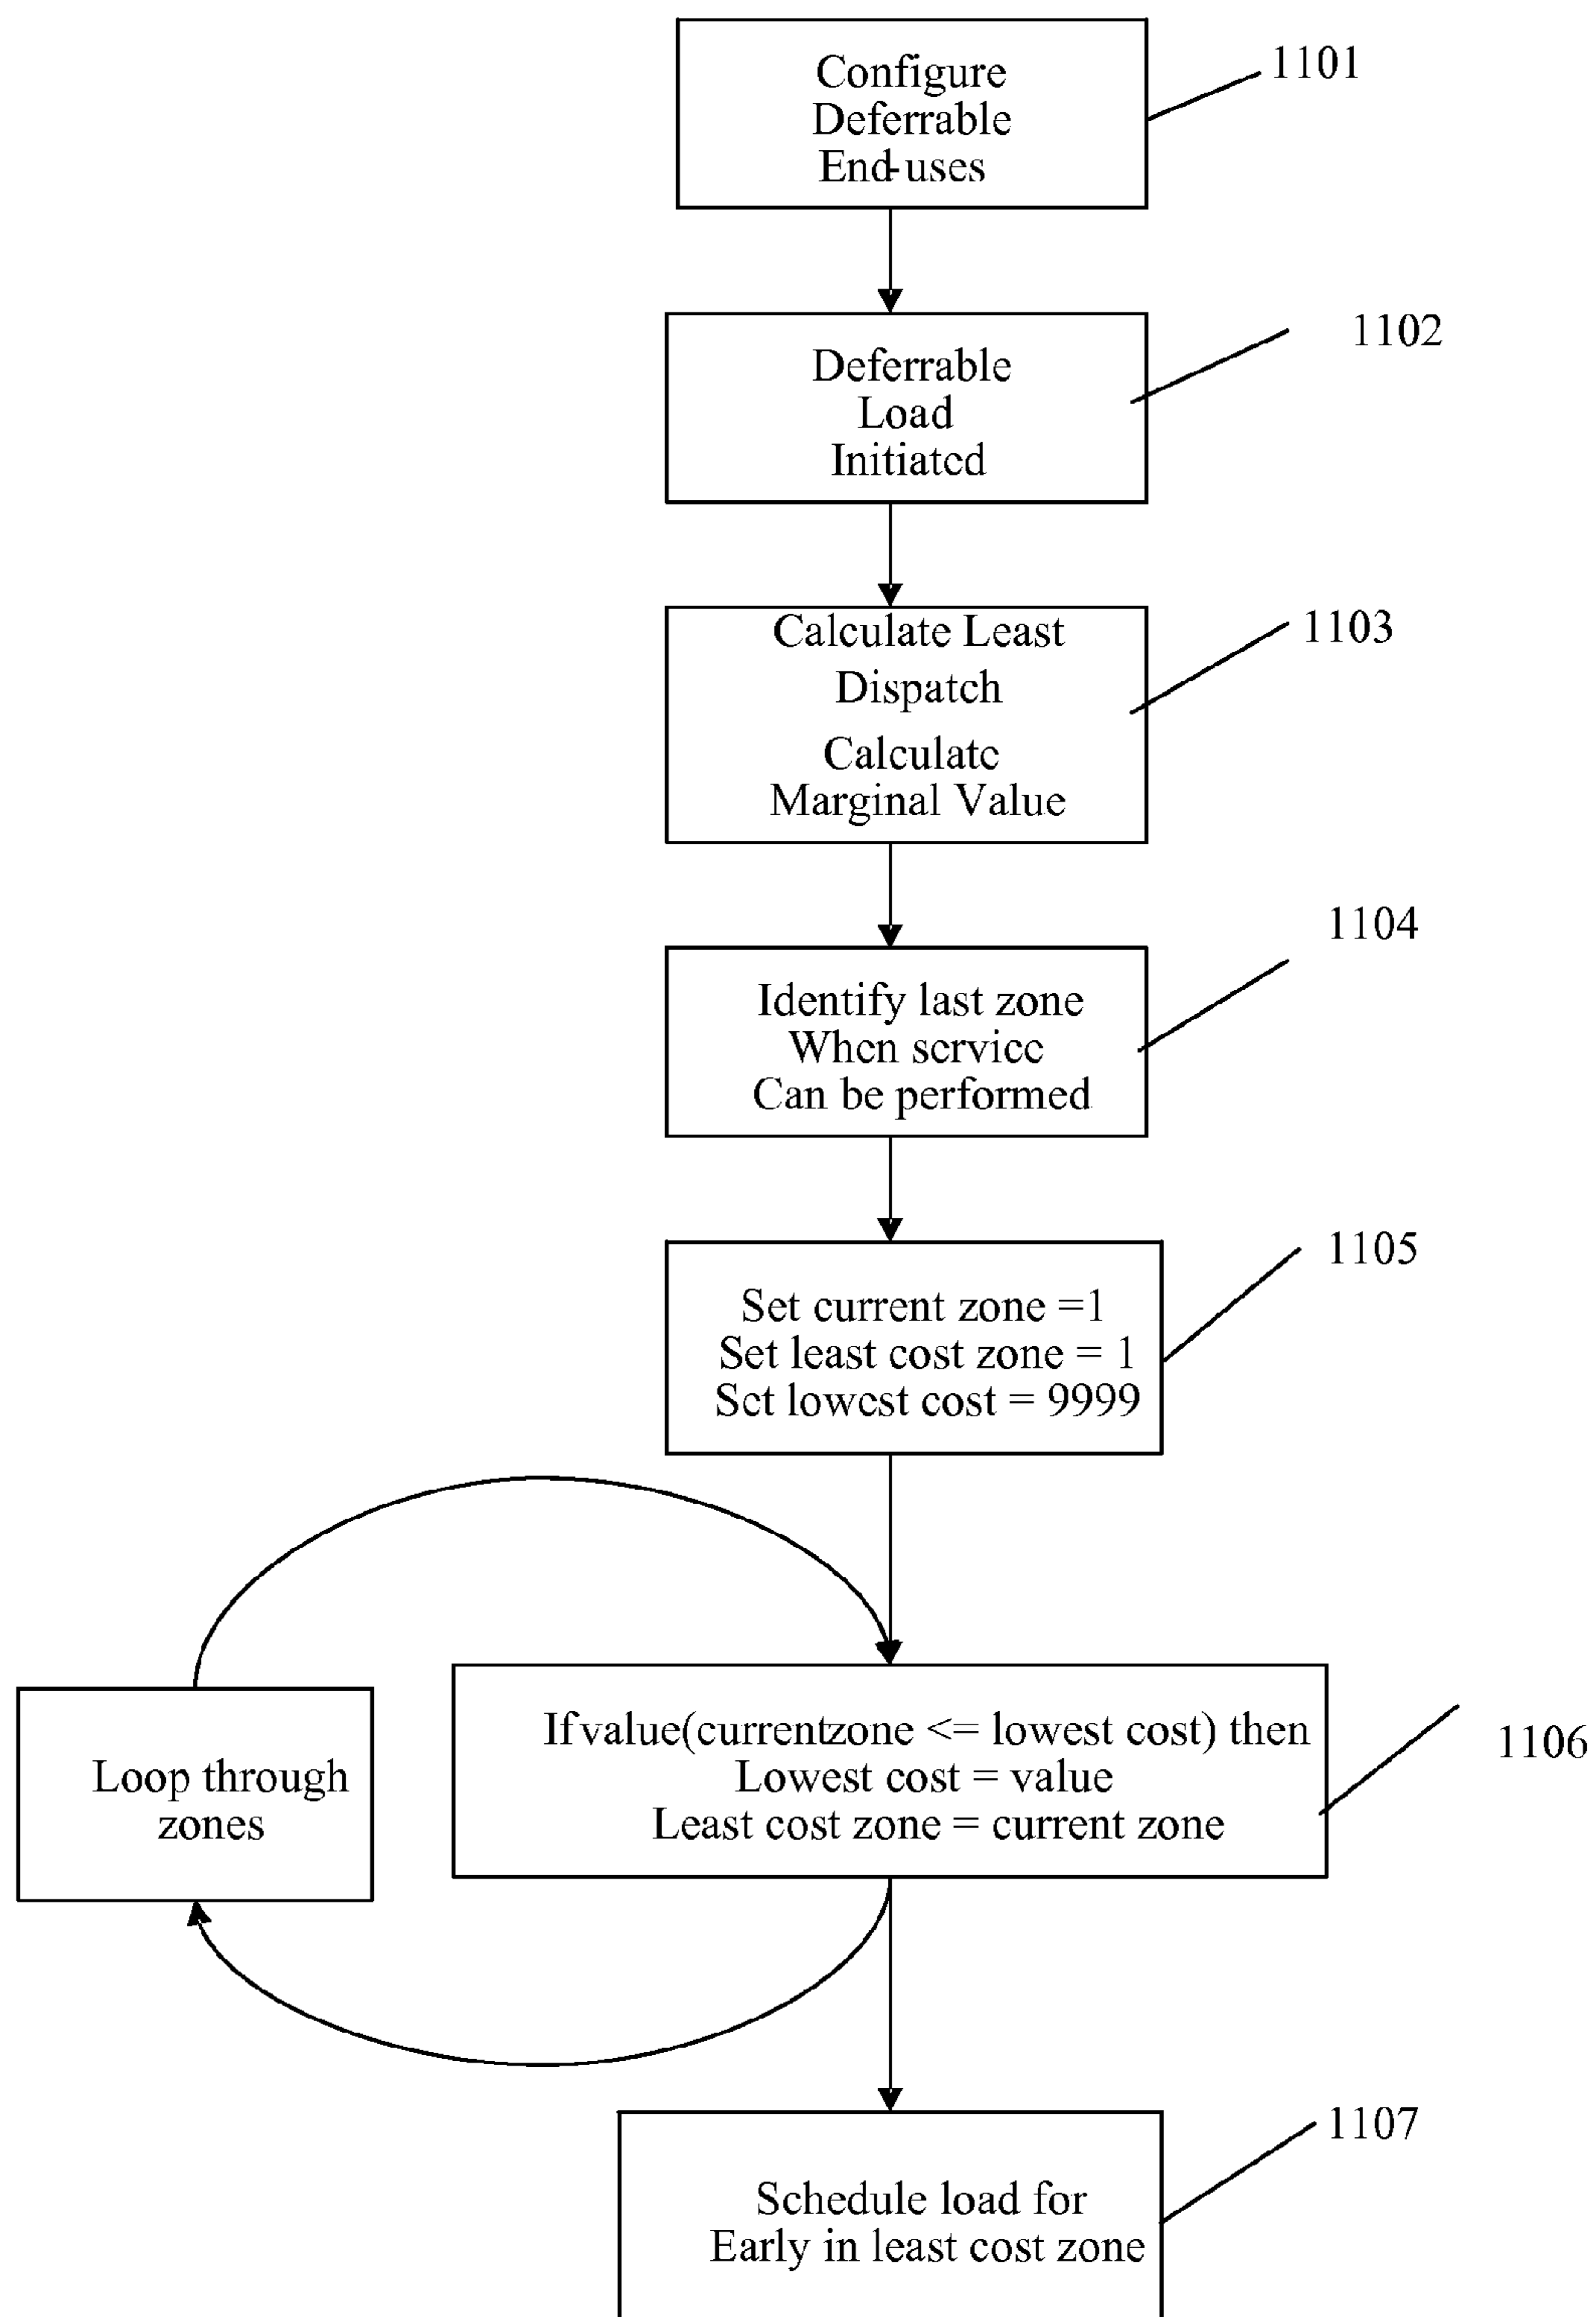 Configure
Deferrable
End-uses
1101
Deferrable
Load
Initiated
1102
Calculate Least
Dispatch
Calculate
Marginal Value
1103
Identify last zone
When service
Can be performed
1104
Set current zone =1
Set least cost zone = 1
Set lowest cost = 9999
1105
Loop through
zones
If value(currentzone <= lowest cost) then
Lowest cost = value
Least cost zone = current zone
1106
Schedule load for
Early in least cost zone
1107